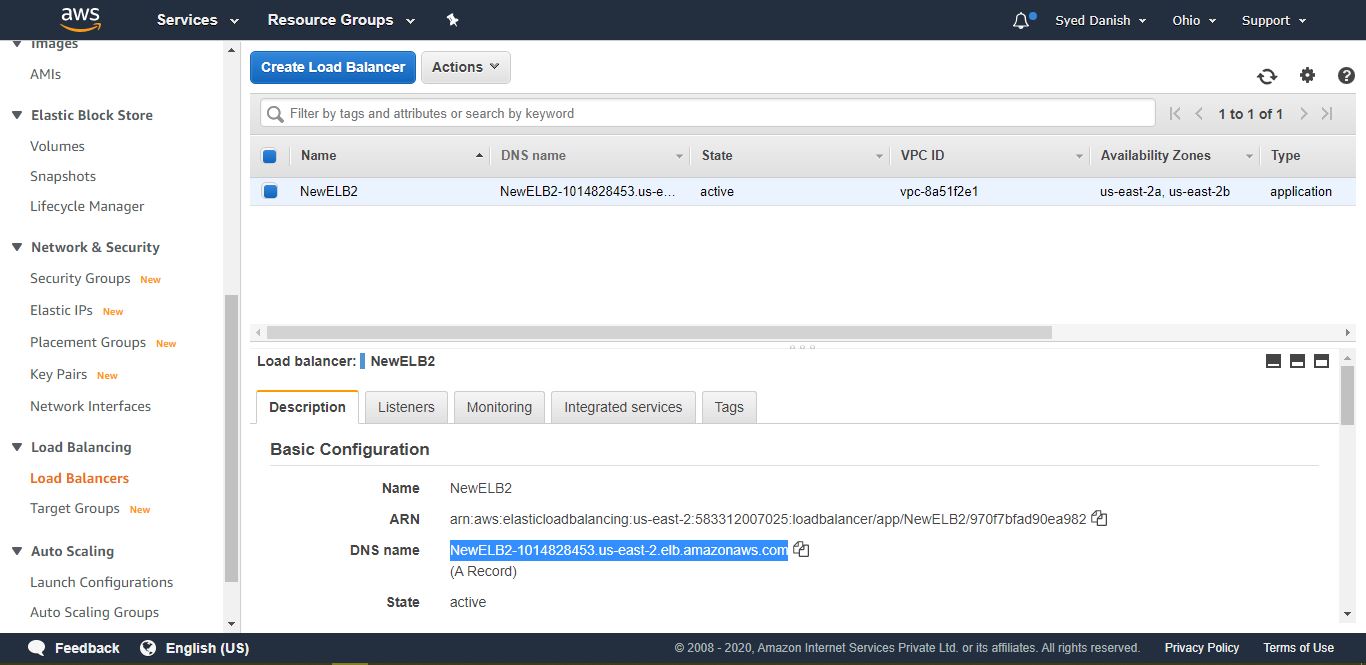 aws
Services
Resource Groups
Syed Danish
Ohio
Support
Images
AMIs
Elastic Block Store
Volumes
Snapshots
Lifecycle Manager
Network & Security
Security Groups New
Elastic IPs New
Placement Groups New
Key Pairs New
Network Interfaces
Load Balancing
Load Balancers
Target Groups New
Auto Scaling
Launch Configurations
Auto Scaling Groups
Create Load Balancer
Actions
Filter by tags and attributes or search by keyword
1 to 1 of 1
Name DNS name State VPC ID Availability Zones Type
NewELB2 NewELB2-1014828453.us-e... active vpc-8a51f2e1 us-east-2a, us-east-2b application
Load balancer: NewELB2
Description Listeners Monitoring Integrated services Tags
Basic Configuration
Name NewELB2
ARN arn:aws:elasticloadbalancing:us-east-2:583312007025:loadbalancer/app/NewELB2/970f7bfad90ea982
DNS name NewELB2-1014828453.us-east-2.elb.amazonaws.com
(A Record)
State active
Feedback
English (US)
© 2008 - 2020, Amazon Internet Services Private Ltd. or its affiliates. All rights reserved.
Privacy Policy
Terms of Use